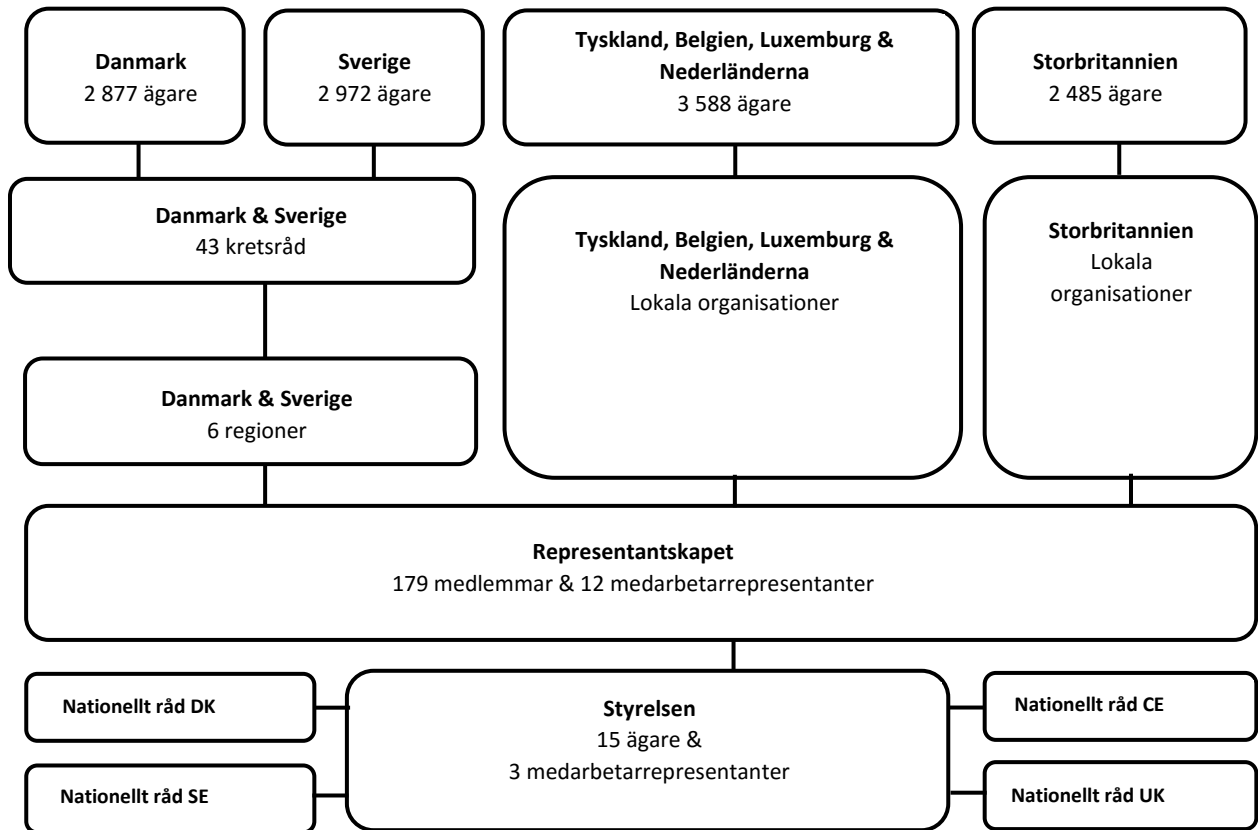 Danmark
2 877 ägare
Sverige
2 972 ägare
Tyskland, Belgien, Luxemburg &
Nederländerna
3 588 ägare
Storbritannien
2 485 ägare
Danmark & Sverige
43 kretsråd
Tyskland, Belgien, Luxemburg &
Nederländerna
Lokala organisationer
Storbritannien
Lokala
organisationer
Danmark & Sverige
6 regioner
Representantskapet
179 medlemmar & 12 medarbetarrepresentanter
Nationellt råd DK
Styrelsen
15 ägare &
3 medarbetarrepresentanter
Nationellt råd CE
Nationellt råd SE
Nationellt råd UK